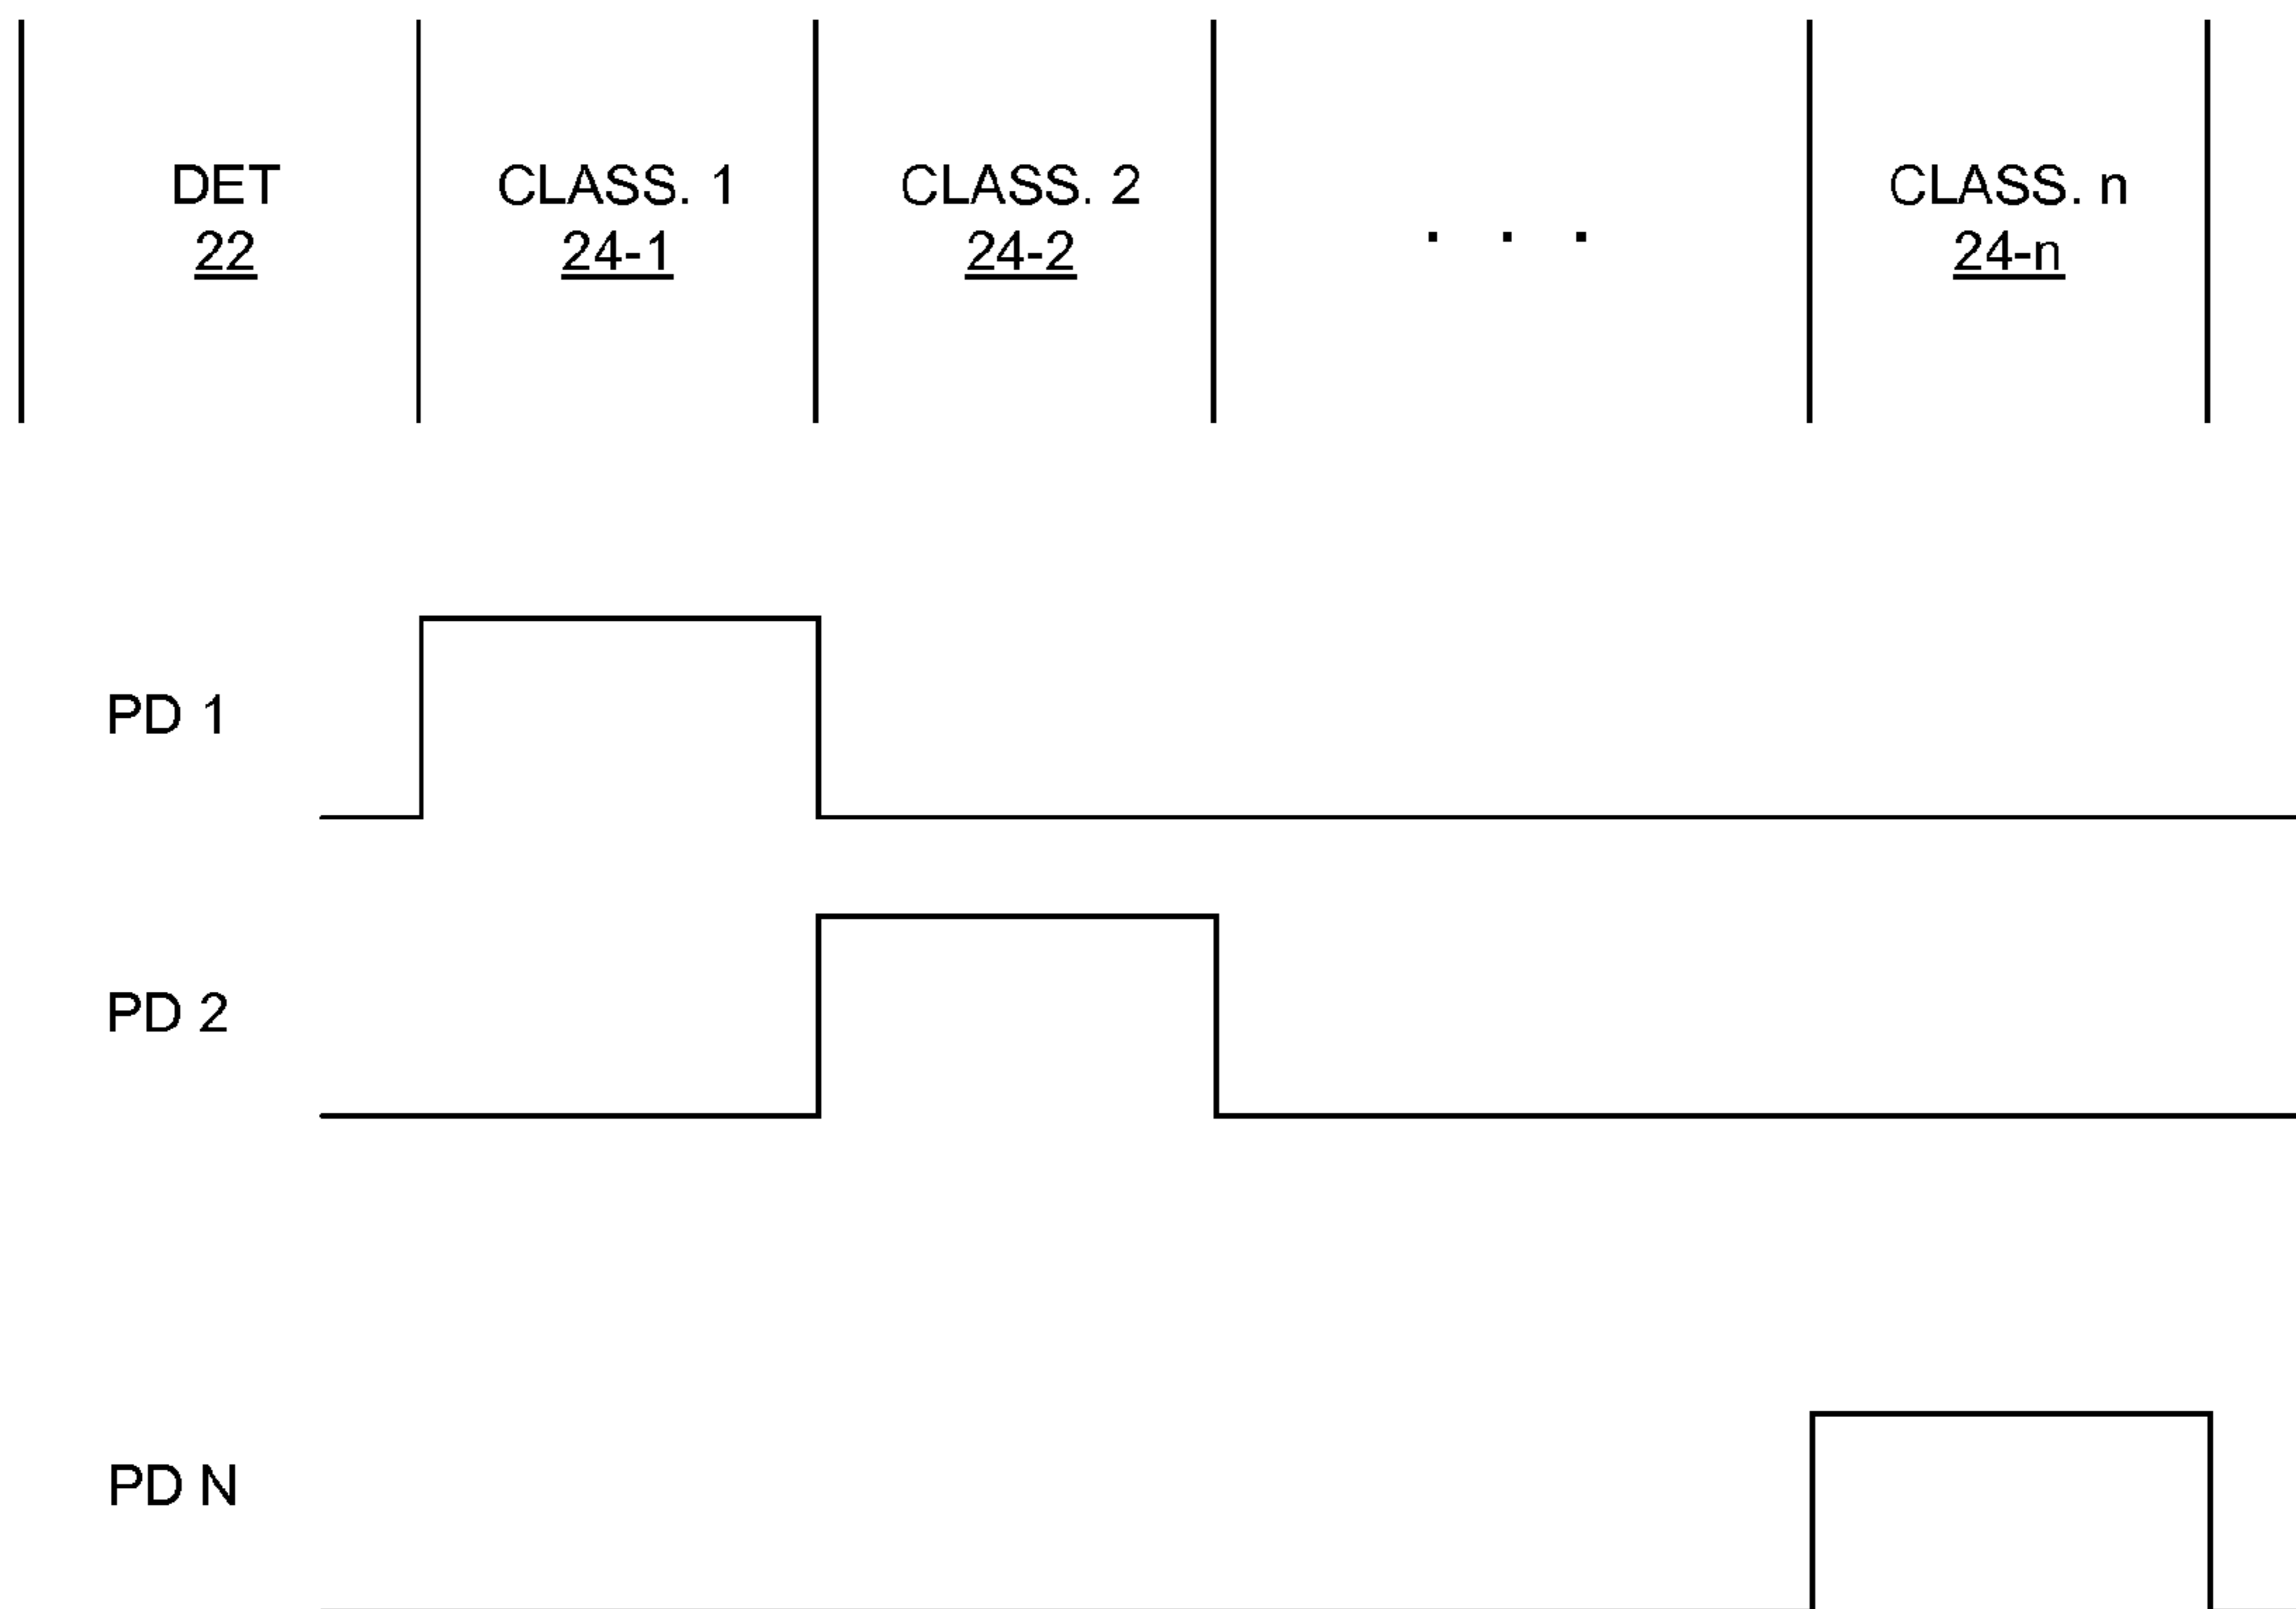 DET
22
CLASS. 1
24-1
CLASS. 2
24-2
. . .
CLASS. n
24-n
PD 1
PD 2
PD N